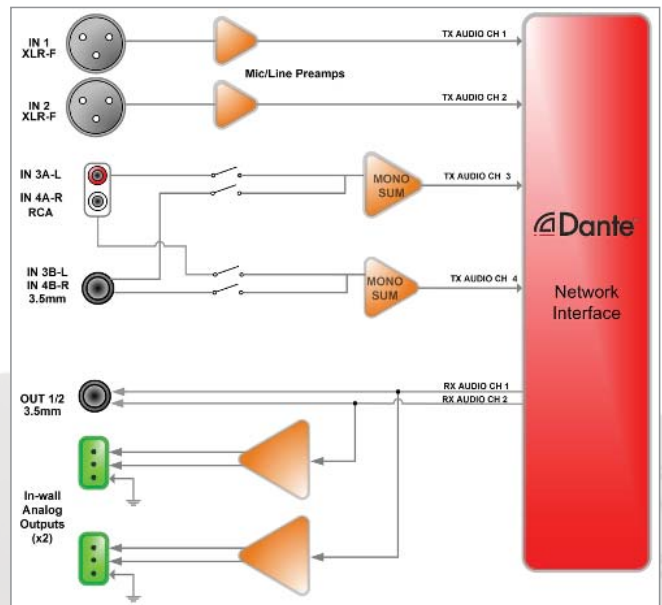 IN 1
XLR-F
TX AUDIO CH 1
Mic/Line Preamps
IN 2
XLR-F
TX AUDIO CH 2
IN 3A-L
IN 4A-R
RCA
MONO
SUM
TX AUDIO CH 3
Dante
IN 3B-L
IN 4B-R
3.5mm
MONO
SUM
TX AUDIO CH 4
Network
Interface
OUT 1/2
3.5mm
RX AUDIO CH 1
RX AUDIO CH 2
In-wall
Analog
Outputs
(x2)